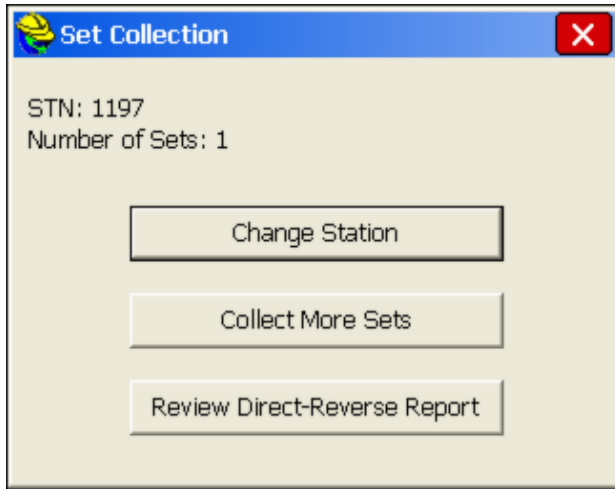 Set Collection
STN: 1197
Number of Sets: 1
Change Station
Collect More Sets
Review Direct-Reverse Report